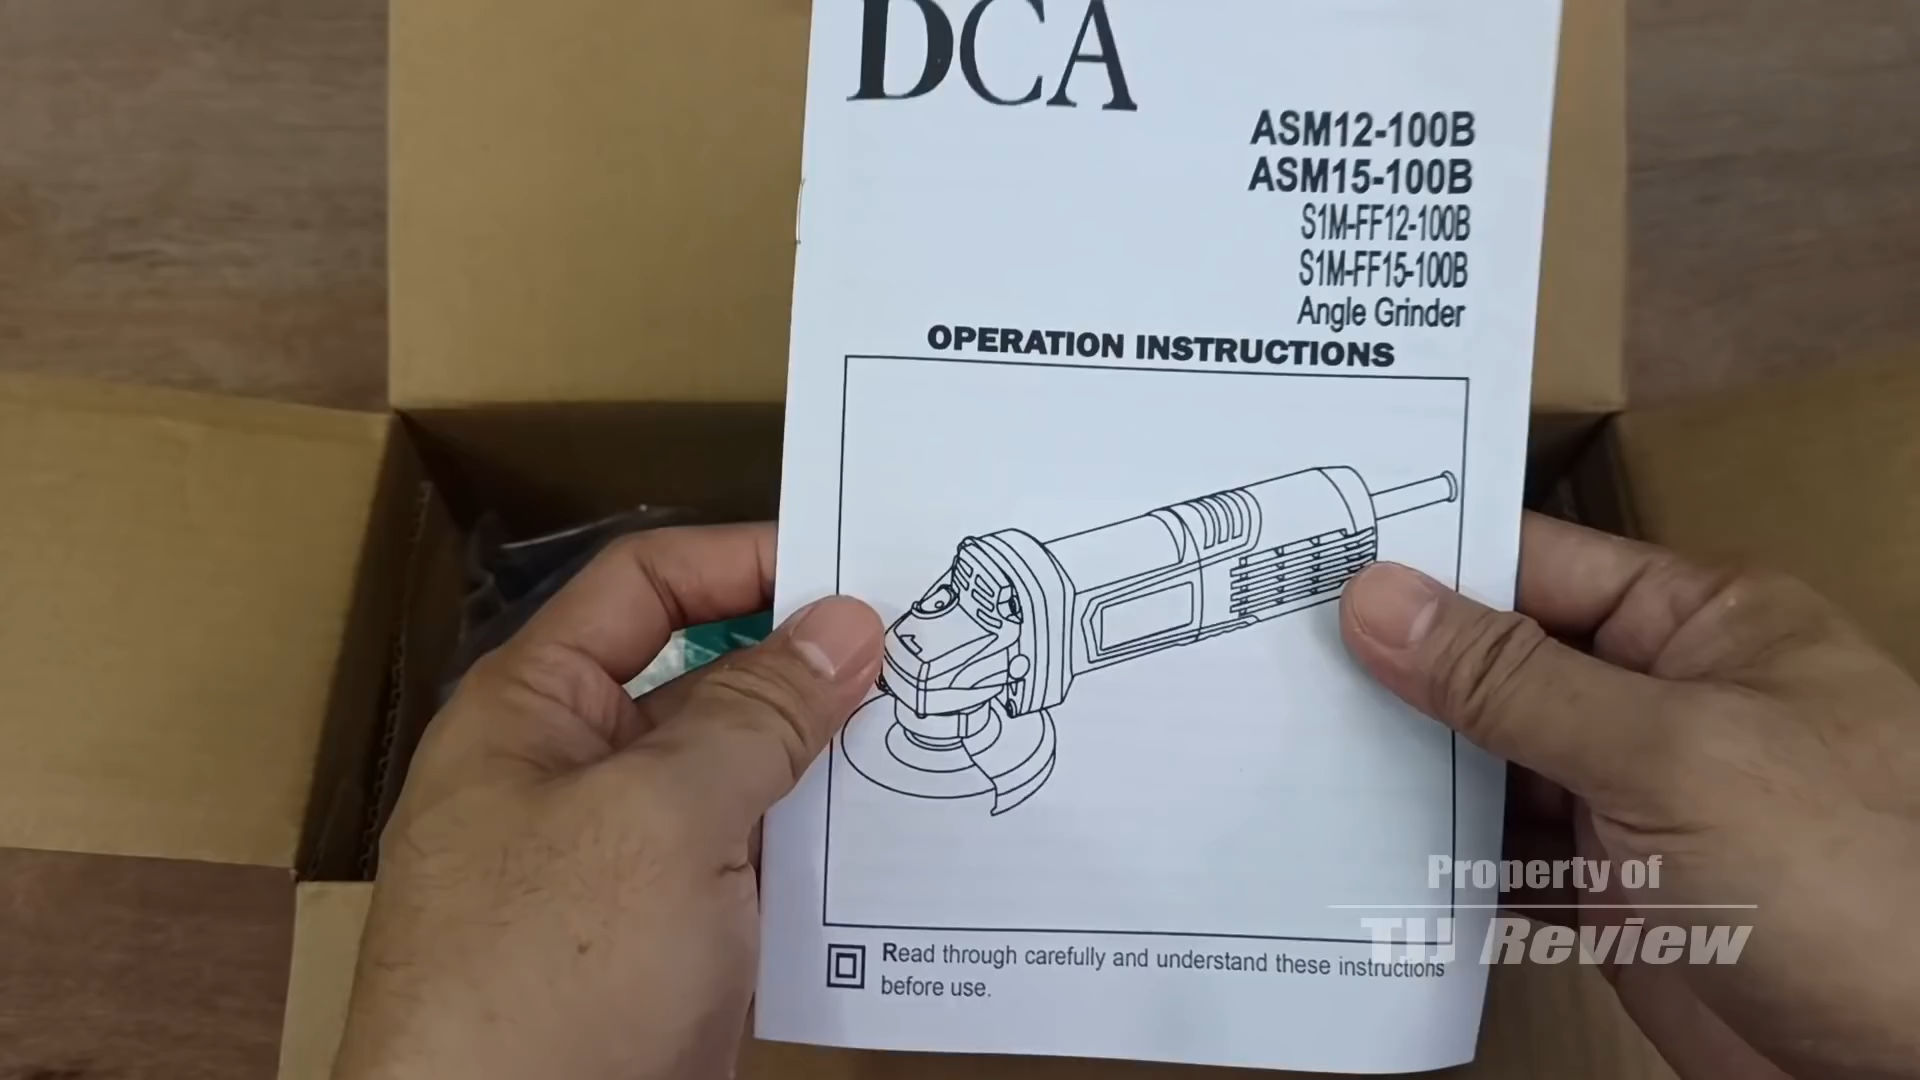 DCA
ASM12-100B
ASM15-100B
S1M-FF12-100B
S1M-FF15-100B
Angle Grinder
OPERATION INSTRUCTIONS
Read through carefully and understand these instructions
before use.
Property of
TJJ Review